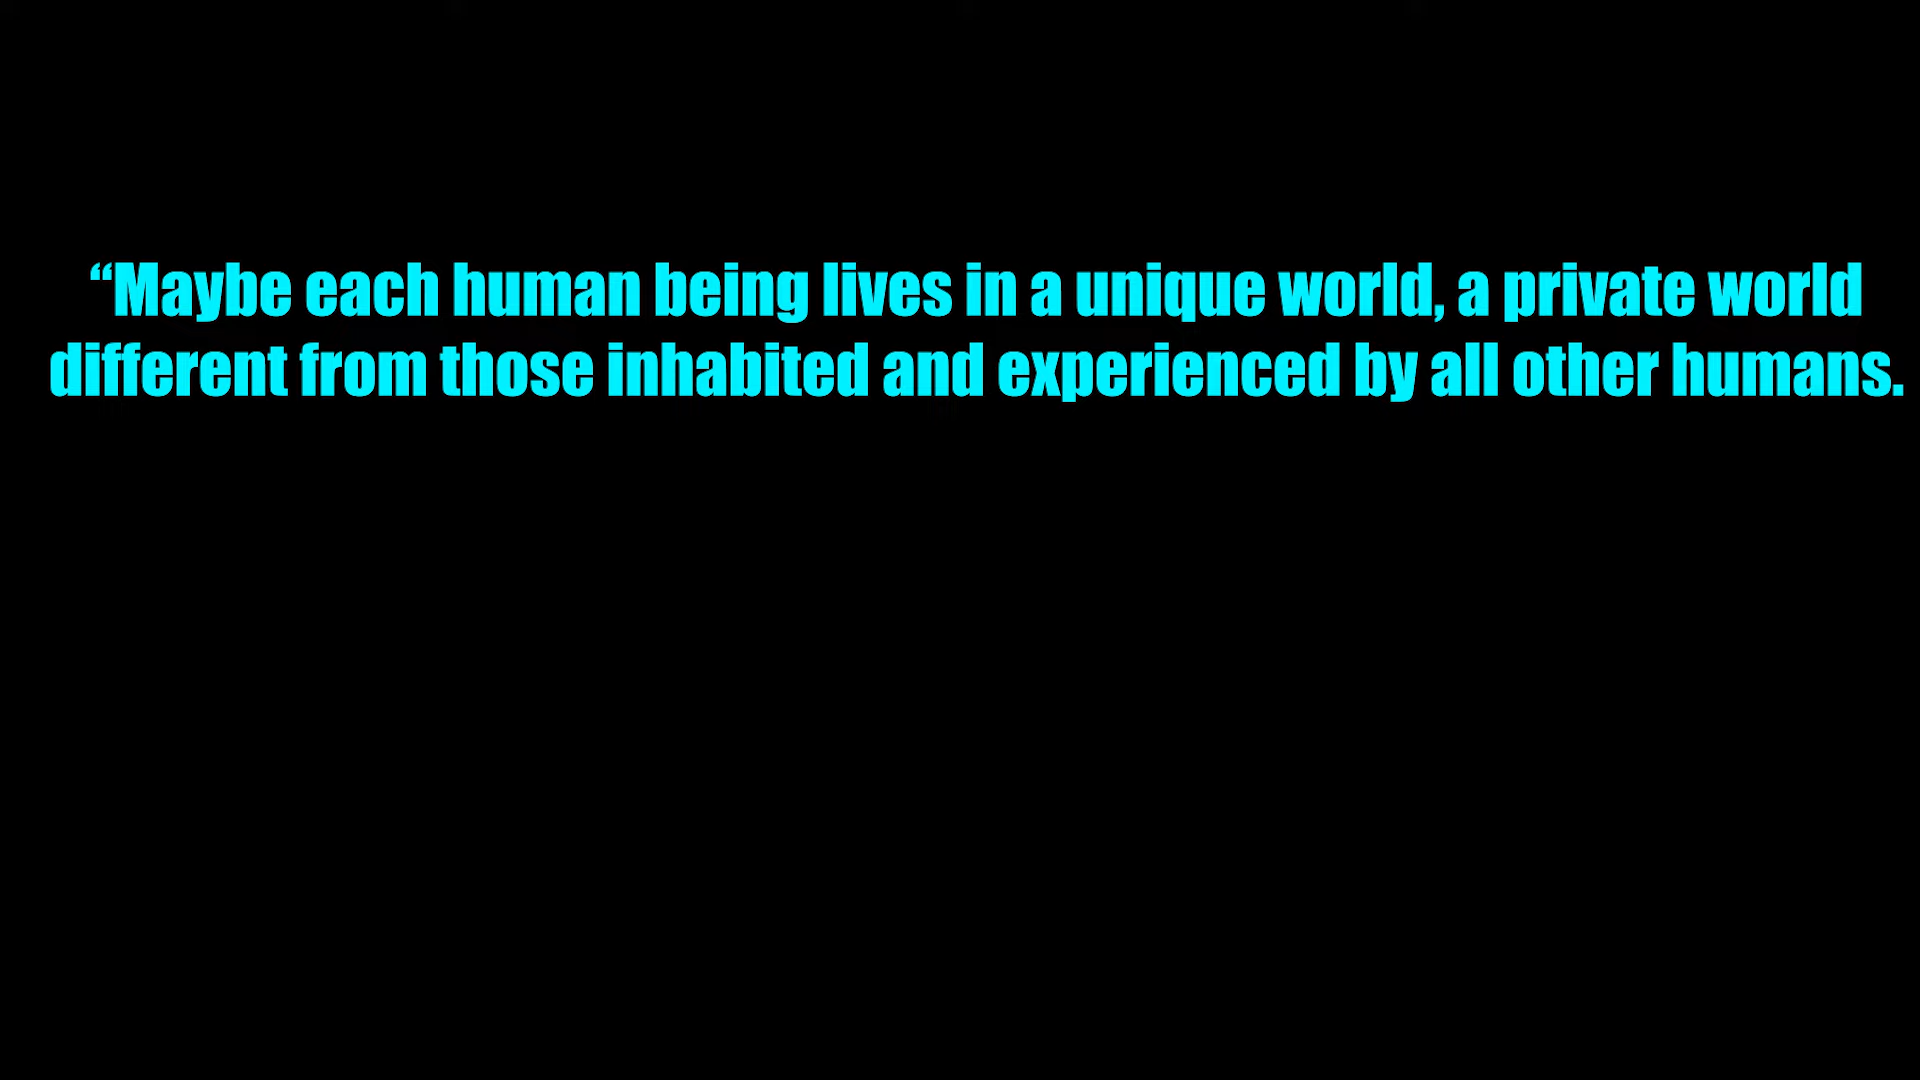 “Maybe each human being lives in a unique world, a private world
different from those inhabited and experienced by all other humans.